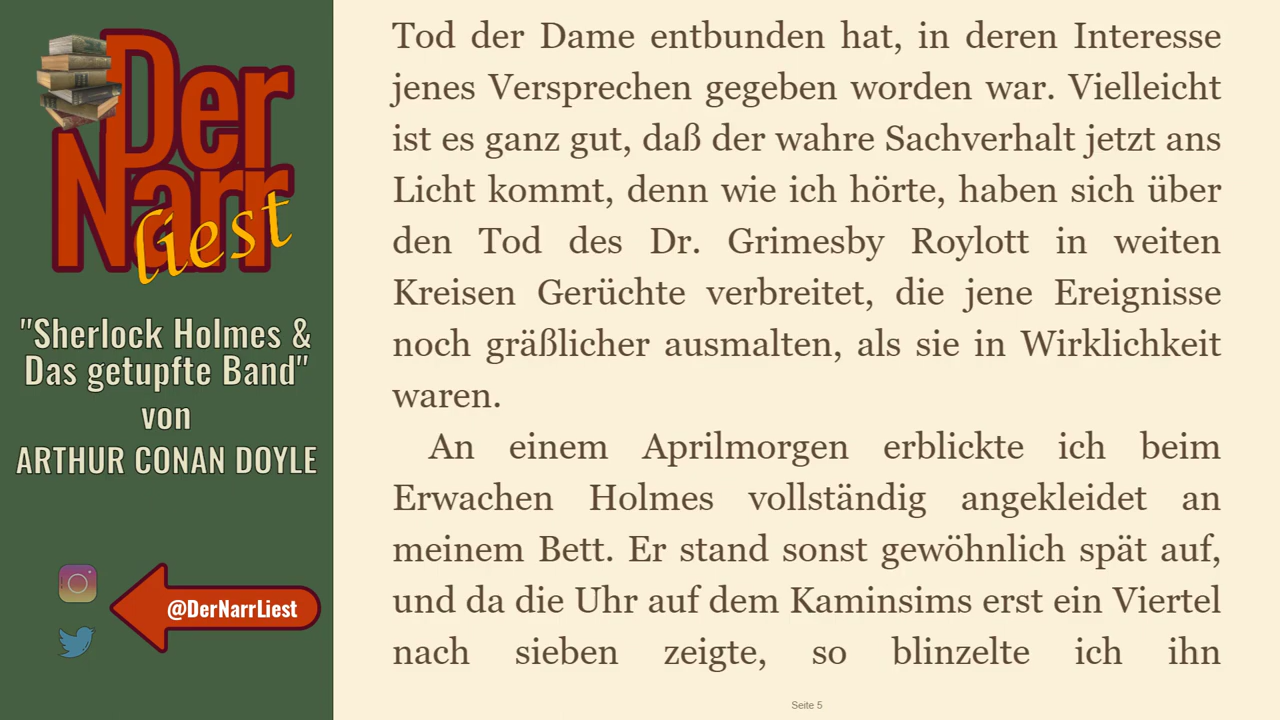 Der
Narr
liest
"Sherlock Holmes &
Das getupfte Band"
von
ARTHUR CONAN DOYLE
@DerNarrLiest
Tod der Dame entbunden hat, in deren Interesse
jenes Versprechen gegeben worden war. Vielleicht
ist es ganz gut, daß der wahre Sachverhalt jetzt ans
Licht kommt, denn wie ich hörte, haben sich über
den Tod des Dr. Grimesby Roylott in weiten
Kreisen Gerüchte verbreitet, die jene Ereignisse
noch gräßlicher ausmalten, als sie in Wirklichkeit
waren.
An einem Aprilmorgen erblickte ich beim
Erwachen Holmes vollständig angekleidet an
meinem Bett. Er stand sonst gewöhnlich spät auf,
und da die Uhr auf dem Kaminsims erst ein Viertel
nach sieben zeigte, so blinzelte ich ihn
Seite 5